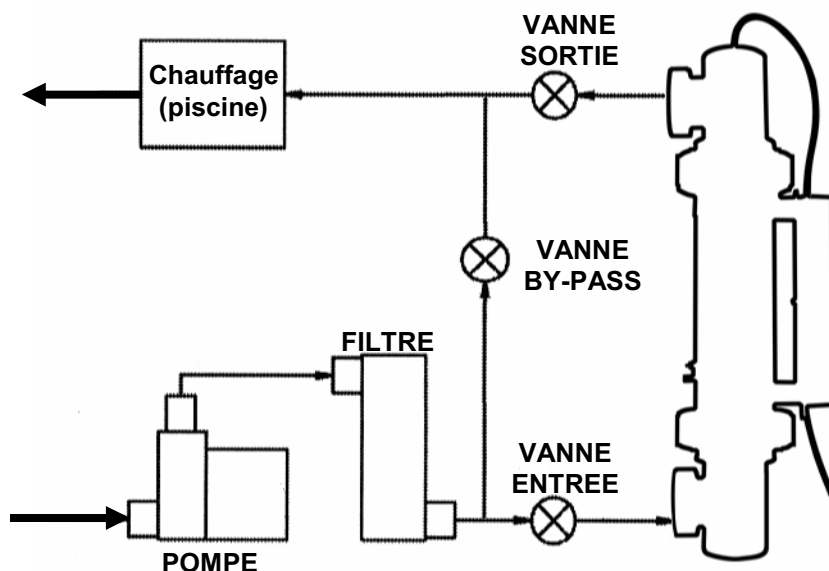 VANNE
SORTIE
Chauffage
(piscine)
VANNE
BY-PASS
FILTRE
VANNE
ENTREE
POMPE